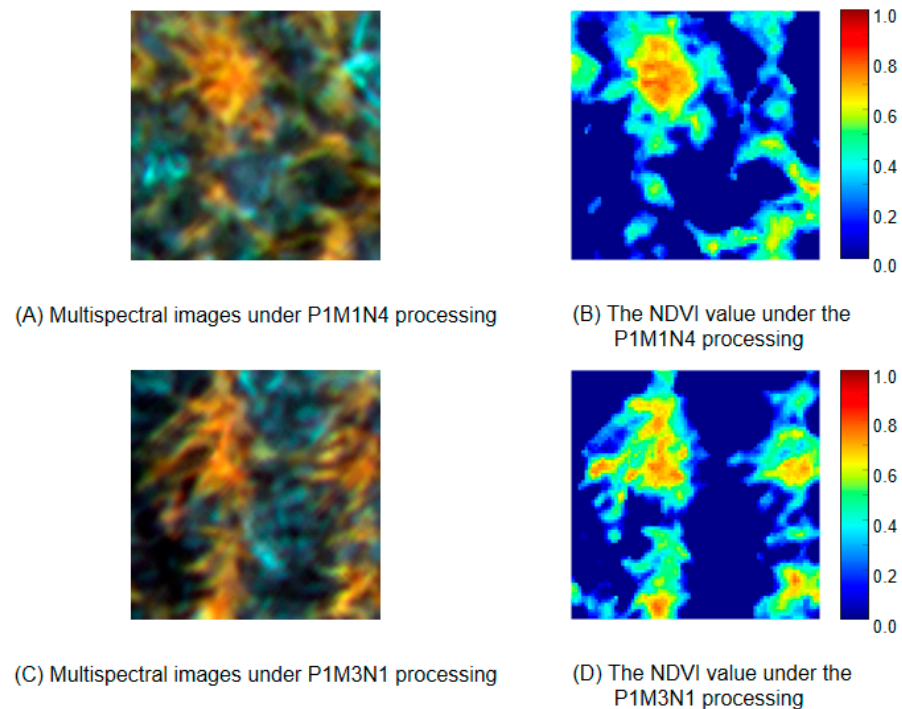 1.0
0.8
0.6
0.4
0.2
0.0
(A) Multispectral images under P1M1N4 processing
(B) The NDVI value under the
P1M1N4 processing
1.0
0.8
0.6
0.4
0.2
0.0
(C) Multispectral images under P1M3N1 processing
(D) The NDVI value under the
P1M3N1 processing